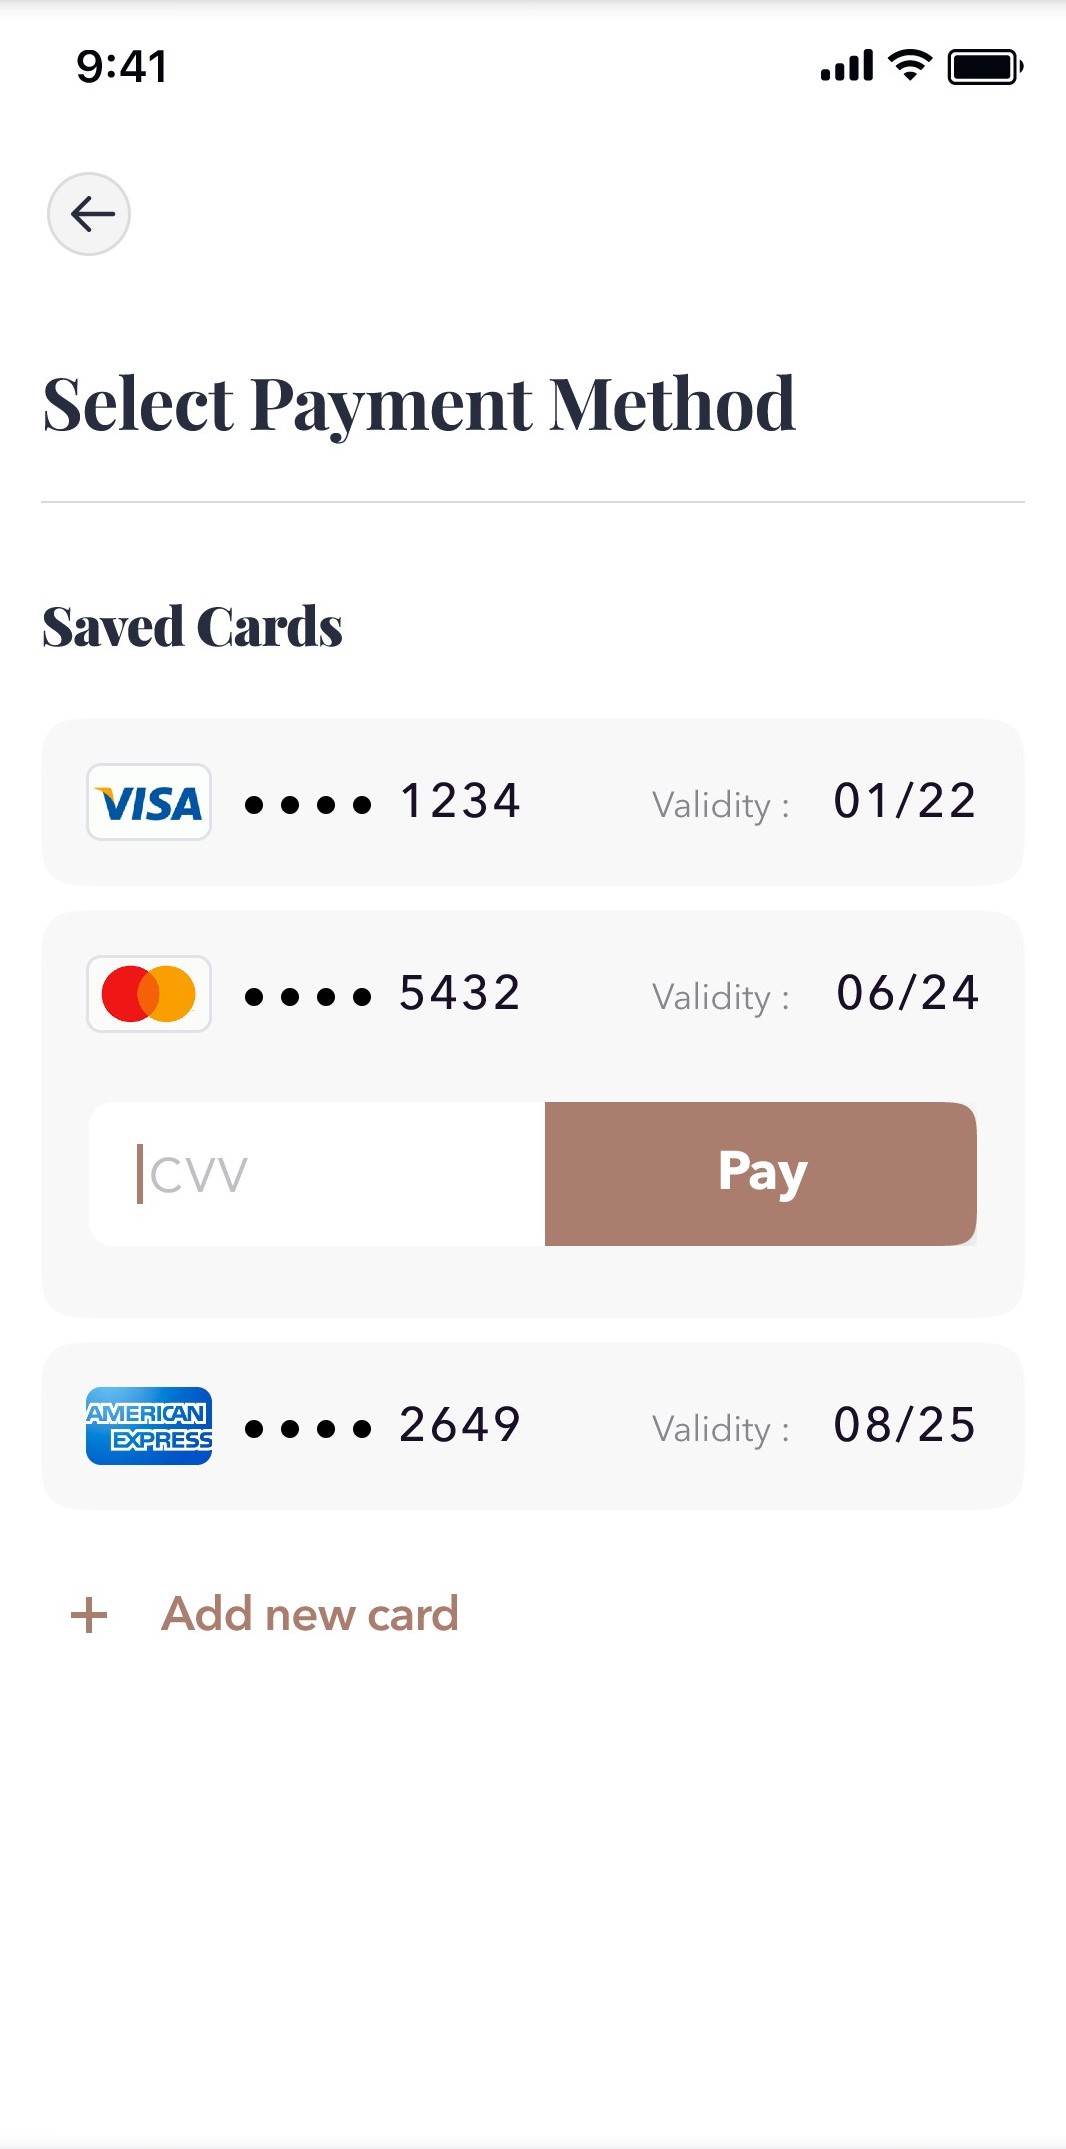 9:41
Select Payment Method
Saved Cards
VISA •••• 1234 Validity : 01/22
•••• 5432 Validity : 06/24
CVV Pay
AMERICAN
EXPRESS •••• 2649 Validity : 08/25
+ Add new card